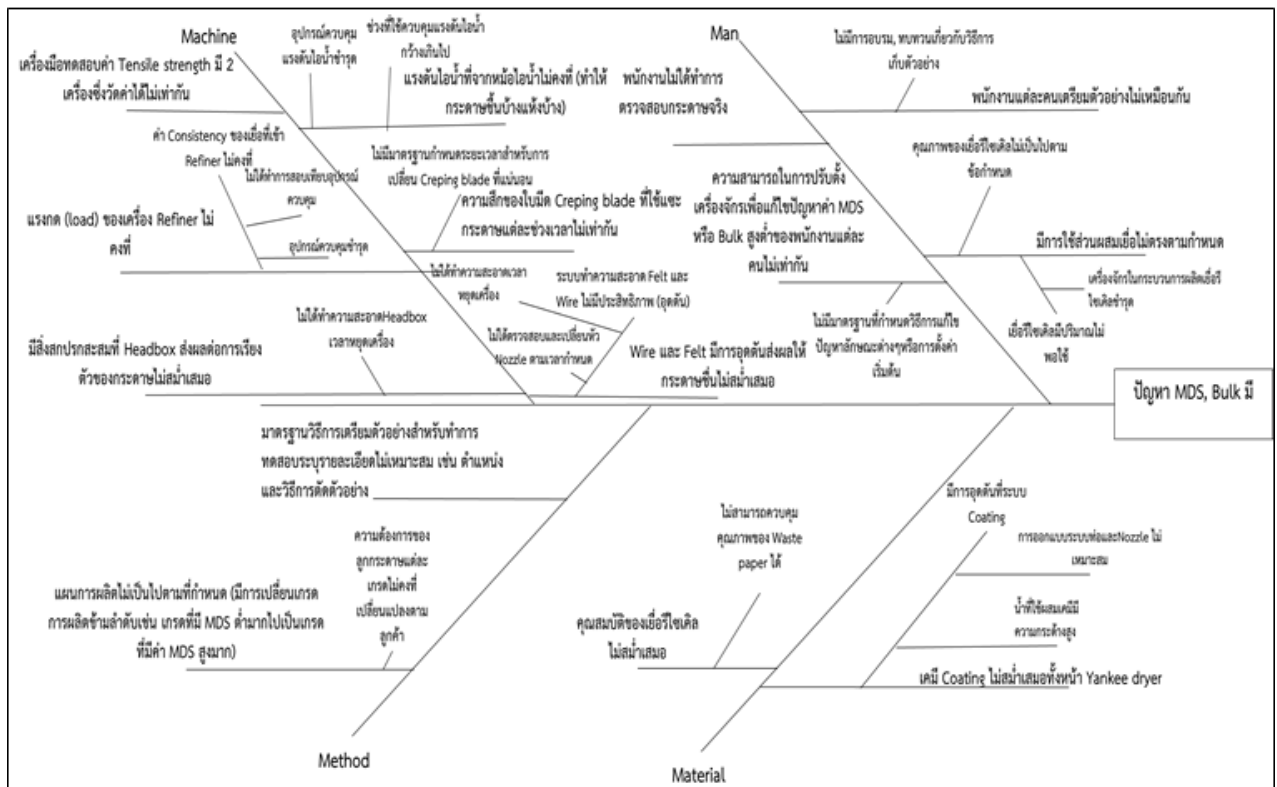 Machine
เครื่องมือทดสอบค่า Tensile strength มี 2
เครื่องซึ่งวัดค่าได้ไม่เท่ากัน
อุปกรณ์ควบคุม
แรงดันไอน้ำชำรุด
ช่วงที่ใช้ควบคุมแรงดันไอน้ำ
กว้างเกินไป
แรงดันไอน้ำที่จากหม้อไอน้ำไม่คงที่ (ทำให้
กระดาษชื้นบ้างแห้งบ้าง)
ค่า Consistency ของเยื่อที่เข้า
Refiner ไม่คงที่
ไม่ได้ทำการสอบเทียบอุปกรณ์
ควบคุม
อุปกรณ์ควบคุมชำรุด
แรงกด (load) ของเครื่อง Refiner ไม่
คงที่
ไม่มีมาตรฐานกำหนดระยะเวลาสำหรับการ
เปลี่ยน Creping blade ที่แน่นอน
ความสึกของใบมีด Creping blade ที่ใช้แซะ
กระดาษแต่ละช่วงเวลาไม่เท่ากัน
ไม่ได้ทำความสะอาดHeadbox
เวลาหยุดเครื่อง
มีสิ่งสกปรกสะสมที่ Headbox ส่งผลต่อการเรียง
ตัวของกระดาษไม่สม่ำเสมอ
ไม่ได้ทำความสะอาดเวลา
หยุดเครื่อง
ระบบทำความสะอาด Felt และ
Wire ไม่มีประสิทธิภาพ (อุดตัน)
ไม่ได้ตรวจสอบและเปลี่ยนหัว
Nozzle ตามเวลากำหนด
Wire และ Felt มีการอุดตันส่งผลให้
กระดาษชื่นไม่สม่ำเสมอ
Man
ไม่มีการอบรม, ทบทวนเกี่ยวกับวิธีการ
เก็บตัวอย่าง
พนักงานแต่ละคนเตรียมตัวอย่างไม่เหมือนกัน
พนักงานไม่ได้ทำการ
ตรวจสอบกระดาษจริง
ความสามารถในการปรับตั้ง
เครื่องจักรเพื่อแก้ไขปัญหาค่า MDS
หรือ Bulk สูงต่ำของพนักงานแต่ละ
คนไม่เท่ากัน
ไม่มีมาตรฐานที่กำหนดวิธีการแก้ไข
ปัญหาลักษณะต่างๆหรือการตั้งค่า
เริ่มต้น
คุณภาพของเยื่อรีไซเคิลไม่เป็นไปตาม
ข้อกำหนด
มีการใช้ส่วนผสมเยื่อไม่ตรงตามกำหนด
เครื่องจักรในกระบวนการผลิตเยื่อรี
ไซเคิลชำรุด
เยื่อรีไซเคิลมีปริมาณไม่
พอใช้
ปัญหา MDS, Bulk มี
มาตรฐานวิธีการเตรียมตัวอย่างสำหรับทำการ
ทดสอบระบุรายละเอียดไม่เหมาะสม เช่น ตำแหน่ง
และวิธีการตัดตัวอย่าง
ความต้องการของ
ลูกกระดาษแต่ละ
เกรดไม่คงที่
เปลี่ยนแปลงตาม
ลูกค้า
แผนการผลิตไม่เป็นไปตามที่กำหนด (มีการเปลี่ยนเกรด
การผลิตข้ามลำดับเช่น เกรดที่มี MDS ต่ำมากไปเป็นเกรด
ที่มีค่า MDS สูงมาก)
Method
ไม่สามารถควบคุม
คุณภาพของ Waste
paper ได้
คุณสมบัติของเยื่อรีไซเคิล
ไม่สม่ำเสมอ
มีการอุดตันที่ระบบ
Coating
การออกแบบระบบท่อและNozzle ไม่
เหมาะสม
น้ำที่ใช้ผสมเคมีมี
ความกระด้างสูง
เคมี Coating ไม่สม่ำเสมอทั้งหน้า Yankee dryer
Material